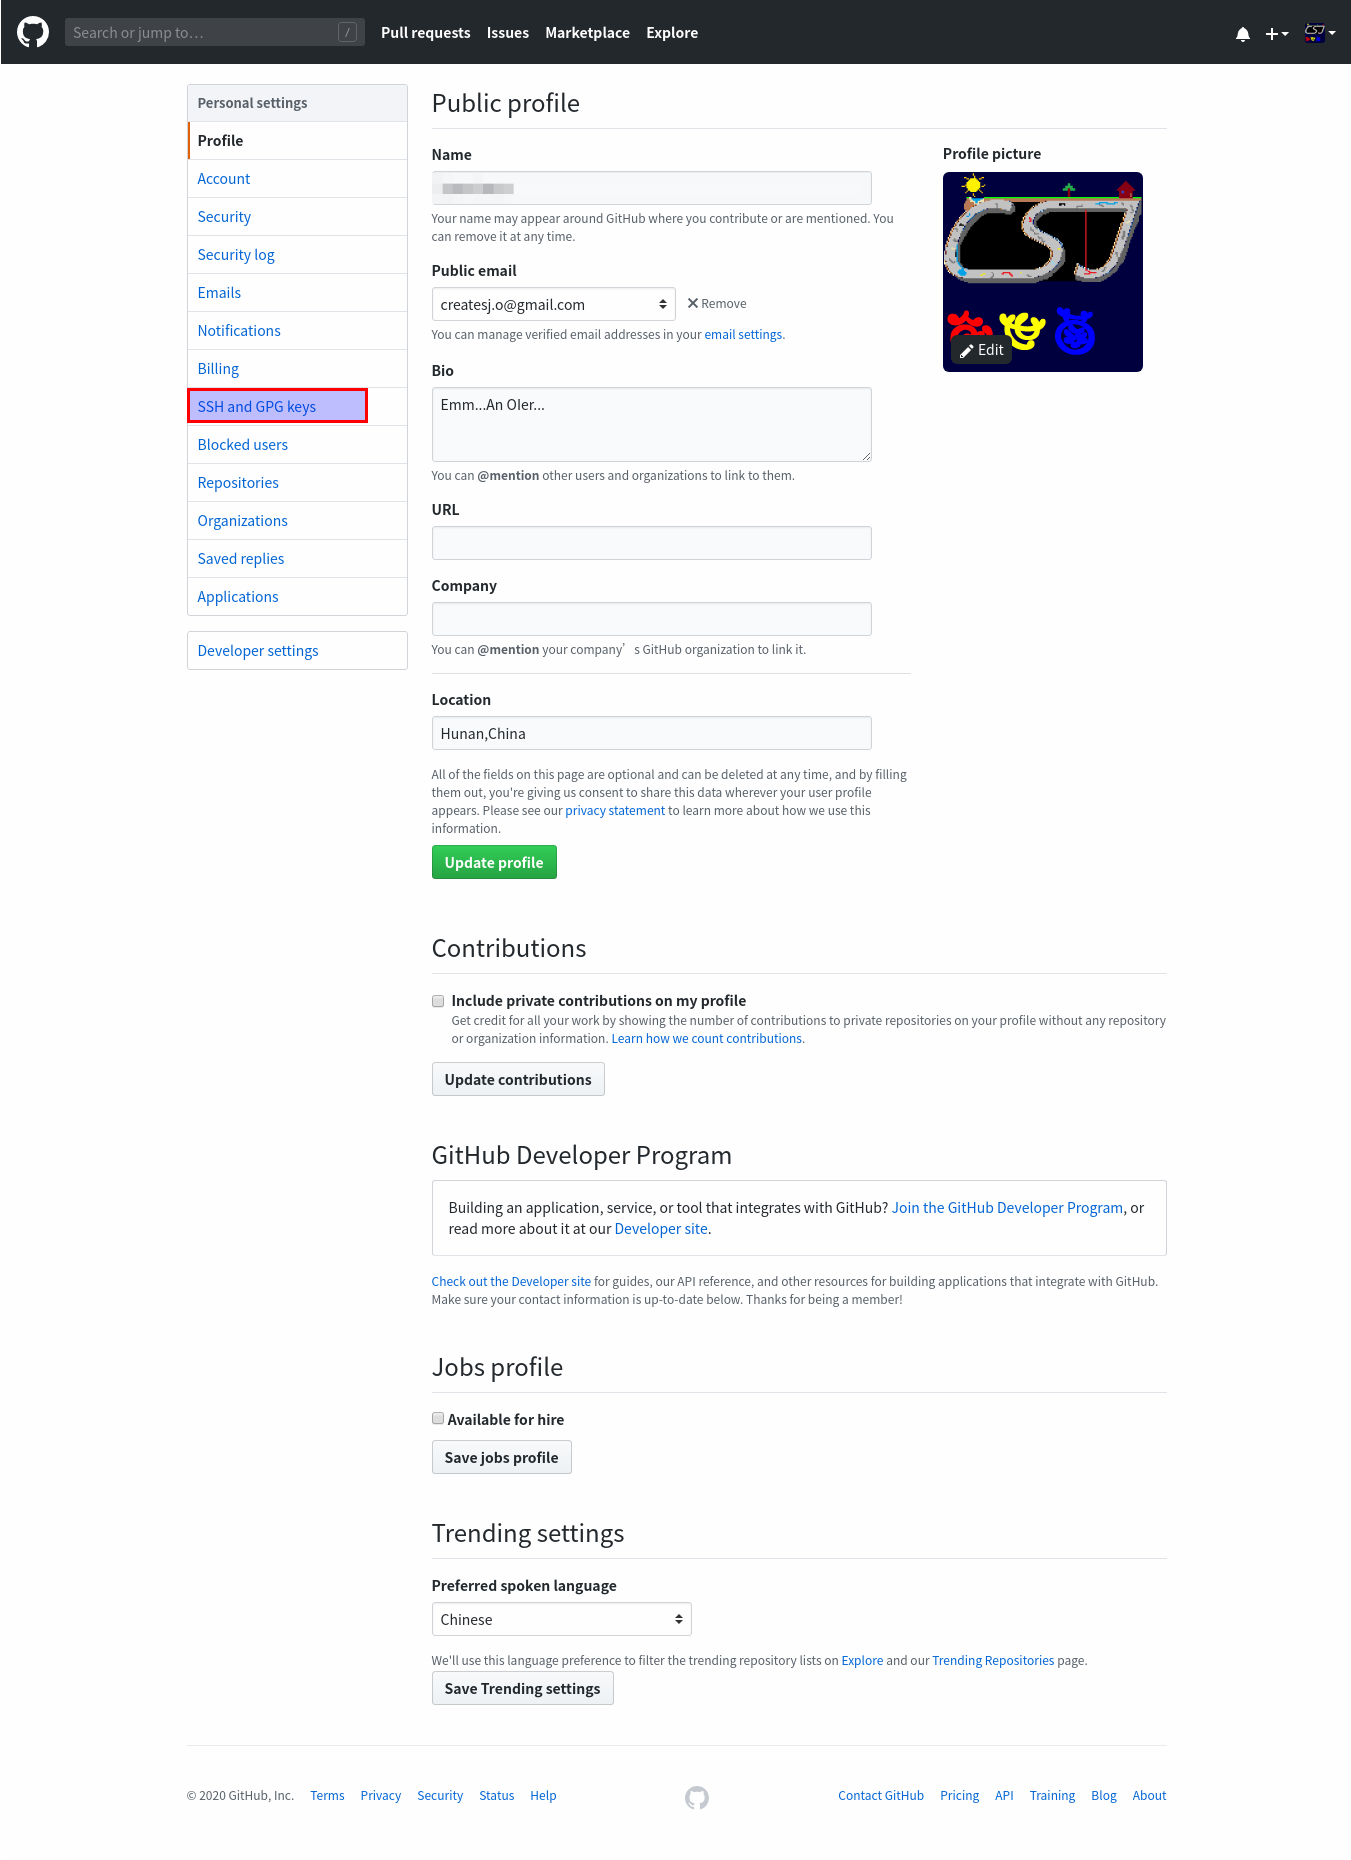 Search or jump to…
/
Pull requests
Issues
Marketplace
Explore
CSJ
Personal settings
Profile
Account
Security
Security log
Emails
Notifications
Billing
SSH and GPG keys
Blocked users
Repositories
Organizations
Saved replies
Applications
Developer settings
Public profile
Name
Your name may appear around GitHub where you contribute or are mentioned. You
can remove it at any time.
Public email
createsj.o@gmail.com
Remove
You can manage verified email addresses in your email settings.
Bio
Emm...An OIer...
You can @mention other users and organizations to link to them.
URL
Company
You can @mention your company’s GitHub organization to link it.
Location
Hunan,China
All of the fields on this page are optional and can be deleted at any time, and by filling
them out, you're giving us consent to share this data wherever your user profile
appears. Please see our privacy statement to learn more about how we use this
information.
Update profile
Profile picture
CSJ
Edit
Contributions
Include private contributions on my profile
Get credit for all your work by showing the number of contributions to private repositories on your profile without any repository
or organization information. Learn how we count contributions.
Update contributions
GitHub Developer Program
Building an application, service, or tool that integrates with GitHub? Join the GitHub Developer Program, or
read more about it at our Developer site.
Check out the Developer site for guides, our API reference, and other resources for building applications that integrate with GitHub.
Make sure your contact information is up-to-date below. Thanks for being a member!
Jobs profile
Available for hire
Save jobs profile
Trending settings
Preferred spoken language
Chinese
We'll use this language preference to filter the trending repository lists on Explore and our Trending Repositories page.
Save Trending settings
© 2020 GitHub, Inc.
Terms
Privacy
Security
Status
Help
Contact GitHub
Pricing
API
Training
Blog
About